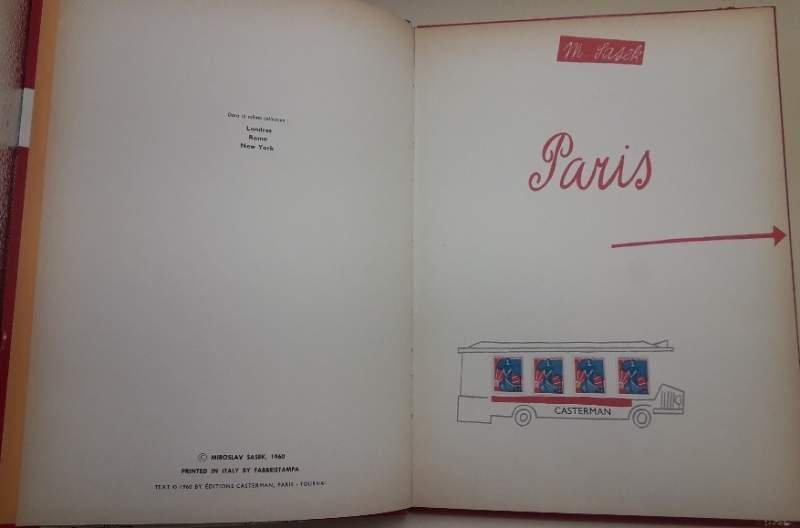 Dans la même collection :
Londres
Rome
New York
© MIROSLAV SASEK, 1960
PRINTED IN ITALY BY FABBRISTAMPA
TEXT © 1960 BY ÉDITIONS CASTERMAN, PARIS - TOURNAI
M. Sasek
Paris
CASTERMAN